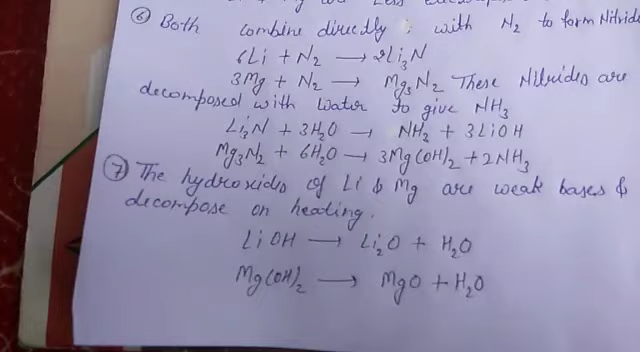 ⑥ Both combine directly ; with N₂ to form Nitride
6Li + N₂ → 2Li₃N
3Mg + N₂ → Mg₃N₂ These Nitrides are
decomposed with water to give NH₃
Li₃N + 3H₂O → NH₃ + 3LiOH
Mg₃N₂ + 6H₂O → 3Mg(OH)₂ + 2NH₃
⑦ The hydroxids of Li & Mg are weak bases &
decompose on heating.
LiOH → Li₂O + H₂O
Mg(OH)₂ → MgO + H₂O